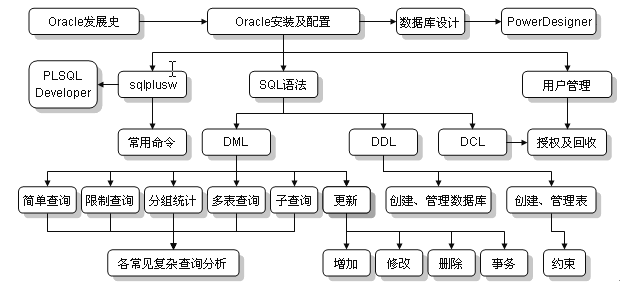 Oracle发展史
Oracle安装及配置
数据库设计
PowerDesigner
PLSQL
Developer
sqlplusw
SQL语法
用户管理
常用命令
DML
DDL
DCL
授权及回收
简单查询
限制查询
分组统计
多表查询
子查询
更新
创建、管理数据库
创建、管理表
各常见复杂查询分析
增加
修改
删除
事务
约束